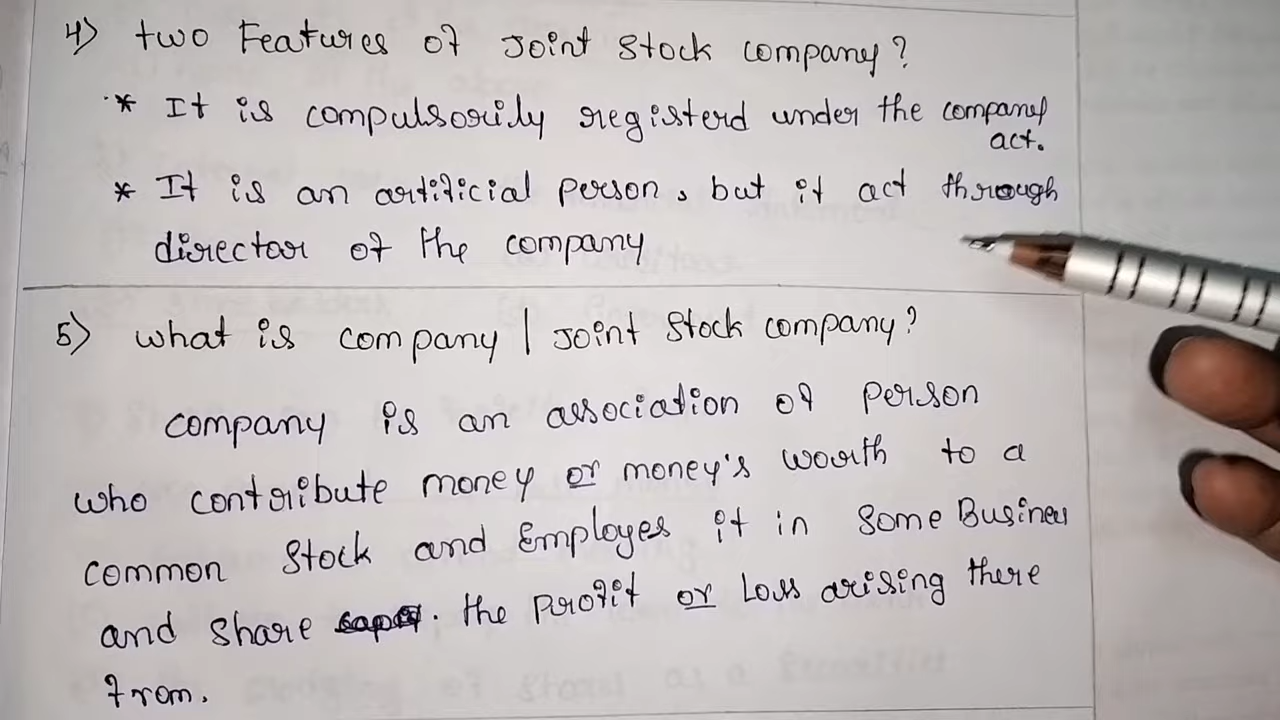 4) two Features of Joint Stock company?
* It is compulsorily registerd under the company
act.
* It is an artificial person, but it act through
director of the company
5) what is company | Joint Stock company?
company is an association of person
who contribute money or money's worth to a
common Stock and Employes it in Some Business
and share the profit or Loss arising there
from.